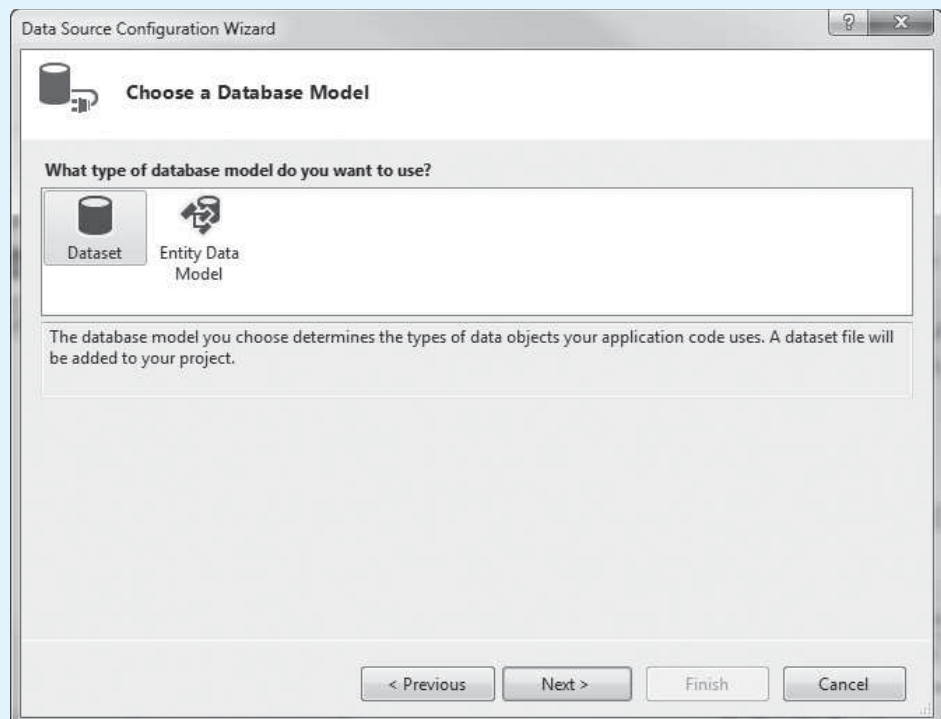 Data Source Configuration Wizard
?
X
Choose a Database Model
What type of database model do you want to use?
Dataset
Entity Data
Model
The database model you choose determines the types of data objects your application code uses. A dataset file will
be added to your project.
< Previous
Next >
Finish
Cancel